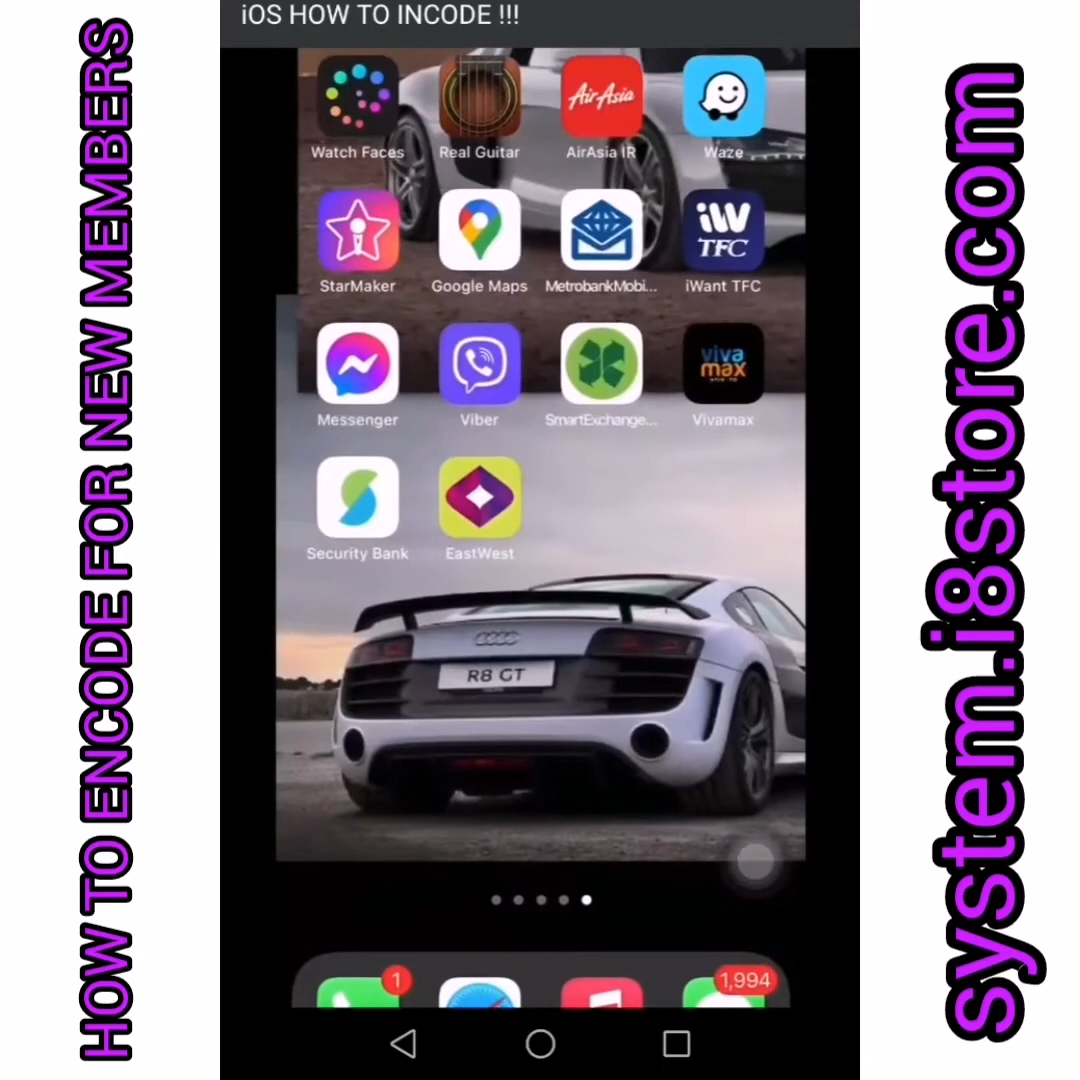 iOS HOW TO INCODE !!!
HOW TO ENCODE FOR NEW MEMBERS
system.i8store.com
AirAsia
Watch Faces
Real Guitar
AirAsia IR
Waze
iW
TFC
StarMaker
Google Maps
MetrobankMobi...
iWant TFC
viva
max
Messenger
Viber
SmartExchange...
Vivamax
Security Bank
EastWest
R8 GT
1
1,994